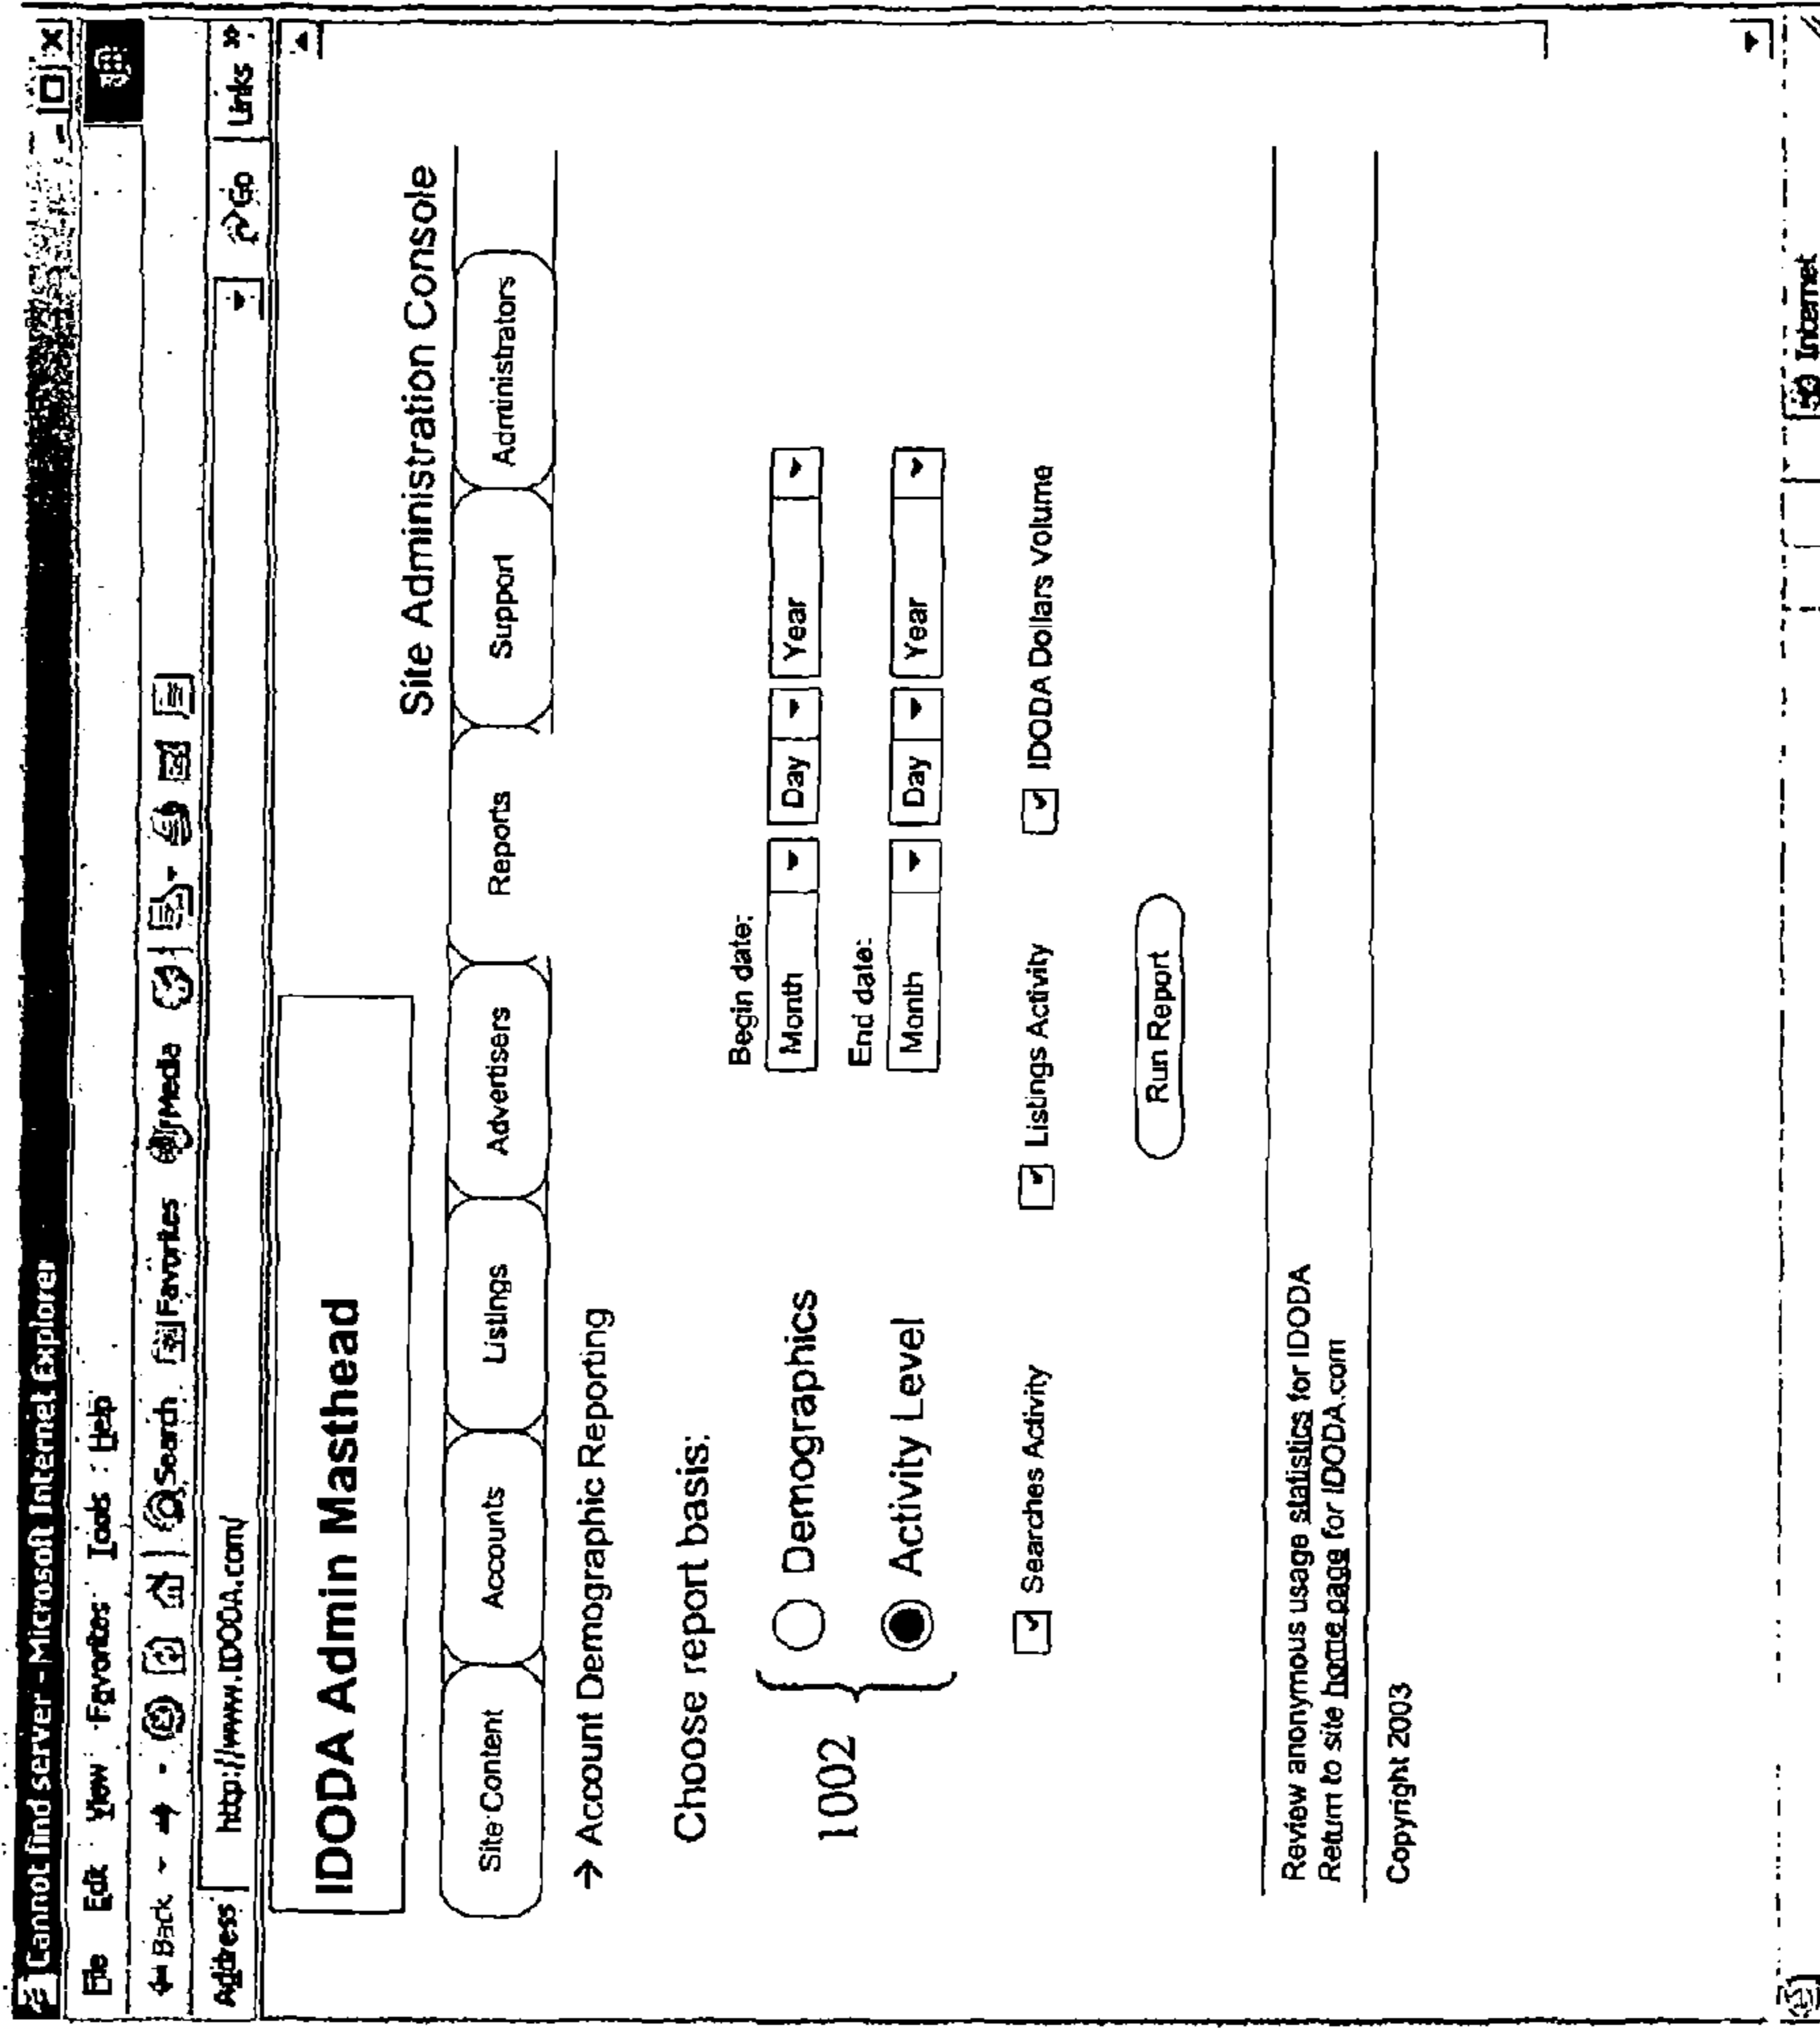 Cannot find server - Microsoft Internet Explorer
File Edit View Favorites Tools Help
Back Search Favorites Media
Address http://www.IDODA.com/ Go Links »
IDODA Admin Masthead
Site Administration Console
Site Content Accounts Listings Advertisers Reports Support Administrators
→ Account Demographic Reporting
Choose report basis:
Begin date:
1002
Demographics
Month Day Year
End date:
Activity Level
Month Day Year
Searches Activity Listings Activity IDODA Dollars Volume
Run Report
Review anonymous usage statistics for IDODA
Return to site home page for IDODA.com
Copyright 2003
Internet